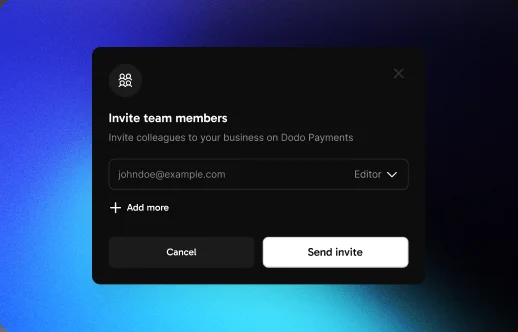 Invite team members
Invite colleagues to your business on Dodo Payments
johndoe@example.com Editor
Add more
Cancel Send invite